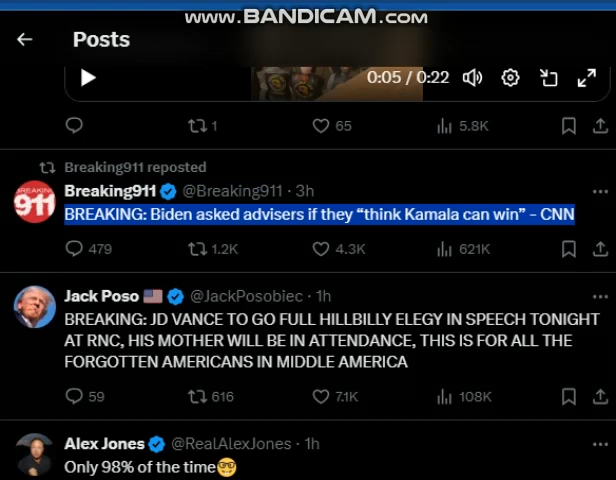 www.BANDICAM.com
Posts
0:05 / 0:22
1
65
5.8K
Breaking911 reposted
BREAKING
911
Breaking911 @Breaking911 · 3h
BREAKING: Biden asked advisers if they “think Kamala can win” - CNN
479
1.2K
4.3K
621K
Jack Poso @JackPosobiec · 1h
BREAKING: JD VANCE TO GO FULL HILLBILLY ELEGY IN SPEECH TONIGHT
AT RNC, HIS MOTHER WILL BE IN ATTENDANCE, THIS IS FOR ALL THE
FORGOTTEN AMERICANS IN MIDDLE AMERICA
59
616
7.1K
108K
Alex Jones @RealAlexJones · 1h
Only 98% of the time🤓